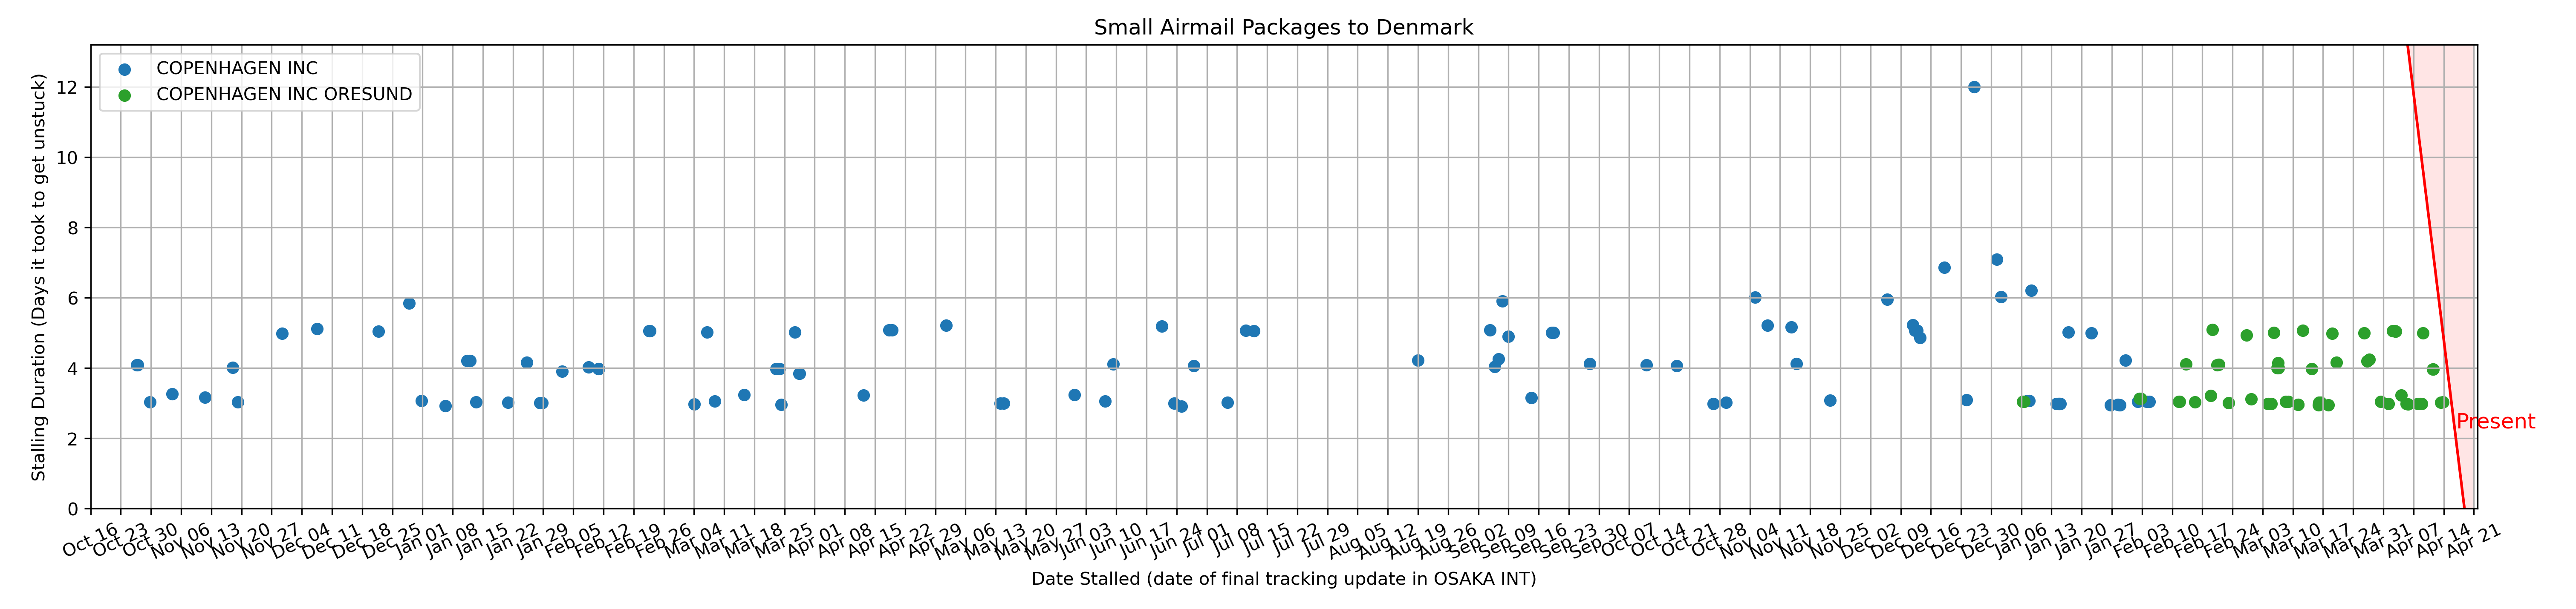 Small Airmail Packages to Denmark
COPENHAGEN INC
COPENHAGEN INC ORESUND
Stalling Duration (Days it took to get unstuck)
12
10
8
6
4
2
0
Present
Oct 16
Oct 23
Oct 30
Nov 06
Nov 13
Nov 20
Nov 27
Dec 04
Dec 11
Dec 18
Dec 25
Jan 01
Jan 08
Jan 15
Jan 22
Jan 29
Feb 05
Feb 12
Feb 19
Feb 26
Mar 04
Mar 11
Mar 18
Mar 25
Apr 01
Apr 08
Apr 15
Apr 22
Apr 29
May 06
May 13
May 20
May 27
Jun 03
Jun 10
Jun 17
Jun 24
Jul 01
Jul 08
Jul 15
Jul 22
Jul 29
Aug 05
Aug 12
Aug 19
Aug 26
Sep 02
Sep 09
Sep 16
Sep 23
Sep 30
Oct 07
Oct 14
Oct 21
Oct 28
Nov 04
Nov 11
Nov 18
Nov 25
Dec 02
Dec 09
Dec 16
Dec 23
Dec 30
Jan 06
Jan 13
Jan 20
Jan 27
Feb 03
Feb 10
Feb 17
Feb 24
Mar 03
Mar 10
Mar 17
Mar 24
Mar 31
Apr 07
Apr 14
Apr 21
Date Stalled (date of final tracking update in OSAKA INT)